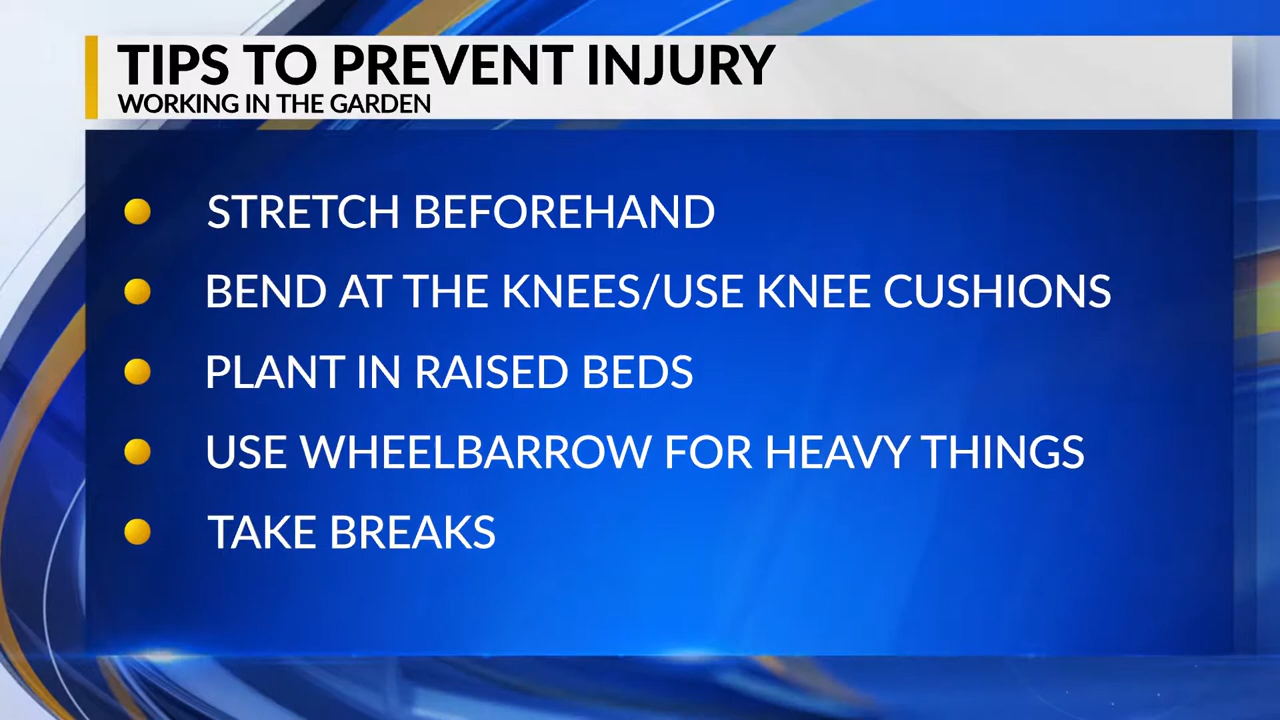 TIPS TO PREVENT INJURY
WORKING IN THE GARDEN
STRETCH BEFOREHAND
BEND AT THE KNEES/USE KNEE CUSHIONS
PLANT IN RAISED BEDS
USE WHEELBARROW FOR HEAVY THINGS
TAKE BREAKS